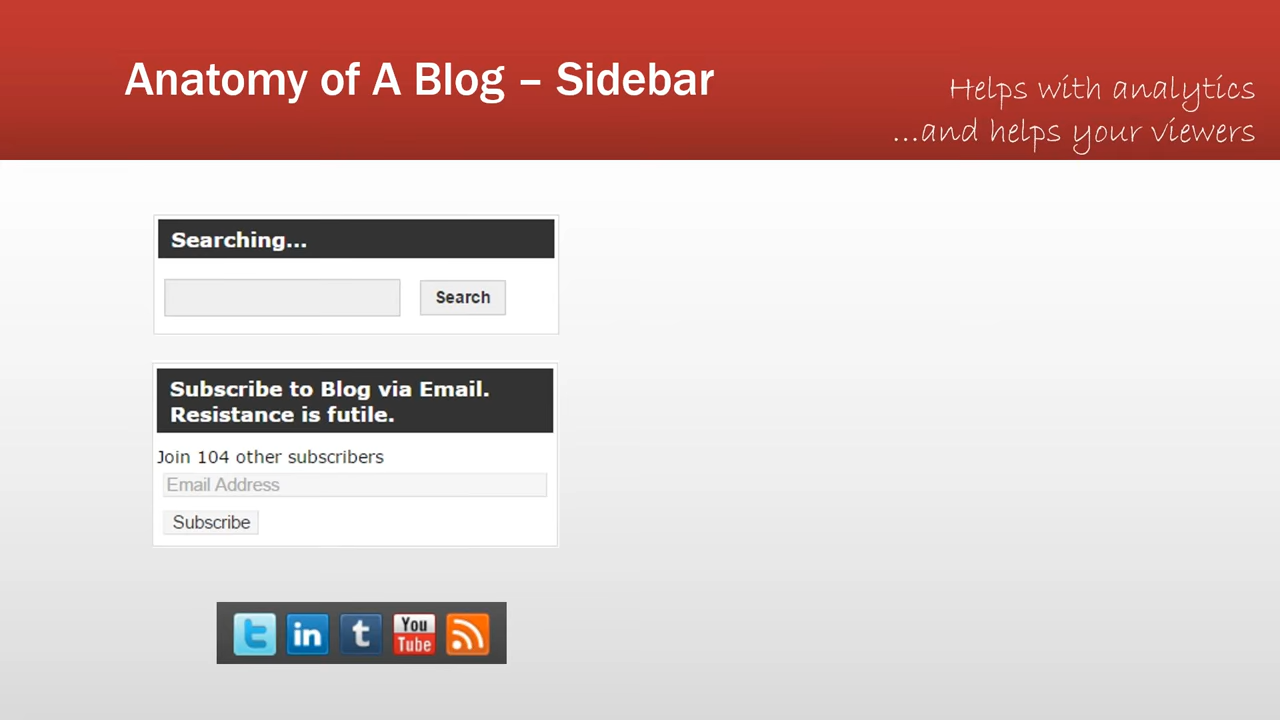 Anatomy of A Blog – Sidebar
Helps with analytics
...and helps your viewers
Searching...
Search
Subscribe to Blog via Email.
Resistance is futile.
Join 104 other subscribers
Email Address
Subscribe
t in t You Tube